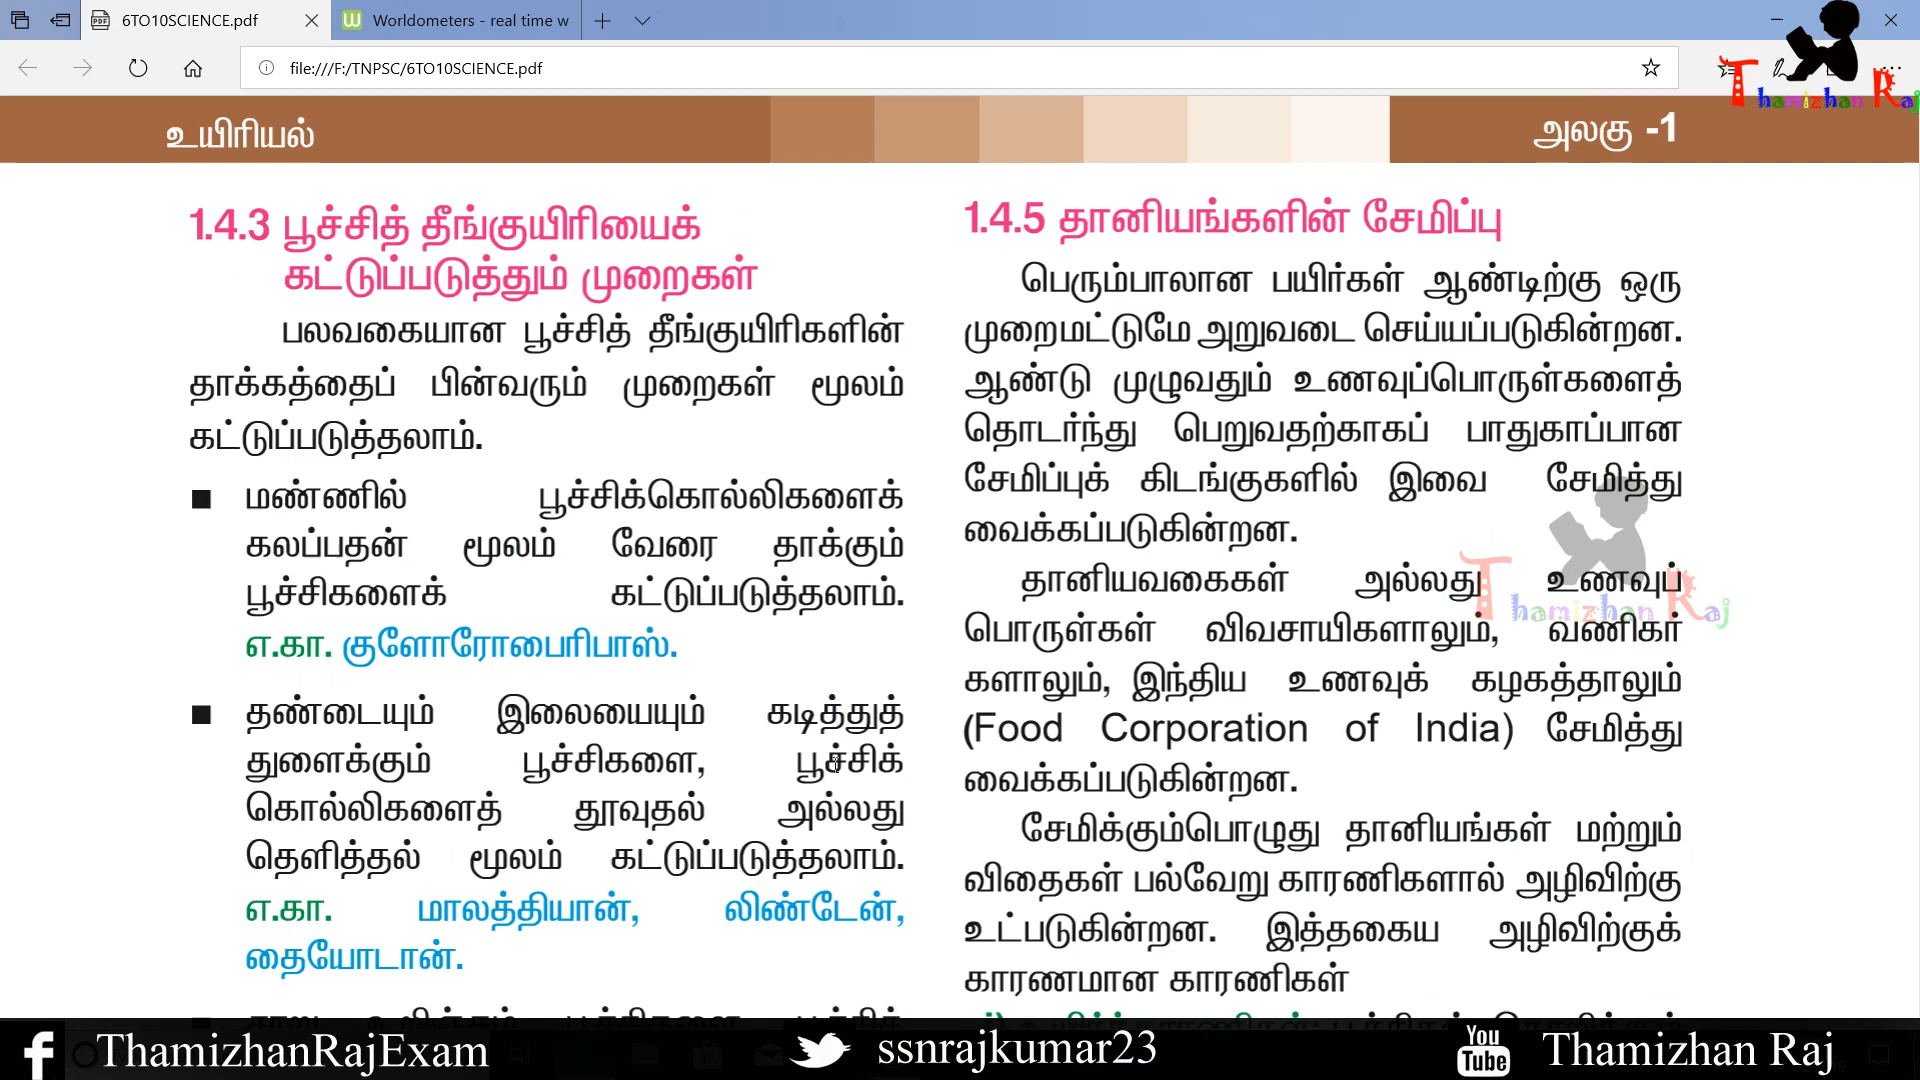 6TO10SCIENCE.pdf
Worldometers - real time w
file:///F:/TNPSC/6TO10SCIENCE.pdf
Thamizhan Raj
உயிரியல்
அலகு -1
1.4.3 பூச்சித் தீங்குயிரியைக்
கட்டுப்படுத்தும் முறைகள்
பலவகையான பூச்சித் தீங்குயிரிகளின்
தாக்கத்தைப் பின்வரும் முறைகள் மூலம்
கட்டுப்படுத்தலாம்.
■ மண்ணில் பூச்சிக்கொல்லிகளைக்
கலப்பதன் மூலம் வேரை தாக்கும்
பூச்சிகளைக் கட்டுப்படுத்தலாம்.
எ.கா. குளோரோபைரிபாஸ்.
■ தண்டையும் இலையையும் கடித்துத்
துளைக்கும் பூச்சிகளை, பூச்சிக்
கொல்லிகளைத் தூவுதல் அல்லது
தெளித்தல் மூலம் கட்டுப்படுத்தலாம்.
எ.கா. மாலத்தியான், லிண்டேன்,
தையோடான்.
1.4.5 தானியங்களின் சேமிப்பு
பெரும்பாலான பயிர்கள் ஆண்டிற்கு ஒரு
முறைமட்டுமே அறுவடை செய்யப்படுகின்றன.
ஆண்டு முழுவதும் உணவுப்பொருள்களைத்
தொடர்ந்து பெறுவதற்காகப் பாதுகாப்பான
சேமிப்புக் கிடங்குகளில் இவை சேமித்து
வைக்கப்படுகின்றன.
தானியவகைகள் அல்லது உணவுப்
பொருள்கள் விவசாயிகளாலும், வணிகர்
களாலும், இந்திய உணவுக் கழகத்தாலும்
(Food Corporation of India) சேமித்து
வைக்கப்படுகின்றன.
சேமிக்கும்பொழுது தானியங்கள் மற்றும்
விதைகள் பல்வேறு காரணிகளால் அழிவிற்கு
உட்படுகின்றன. இத்தகைய அழிவிற்குக்
காரணமான காரணிகள்
Thamizhan Raj
ThamizhanRajExam
ssnrajkumar23
You Tube
Thamizhan Raj